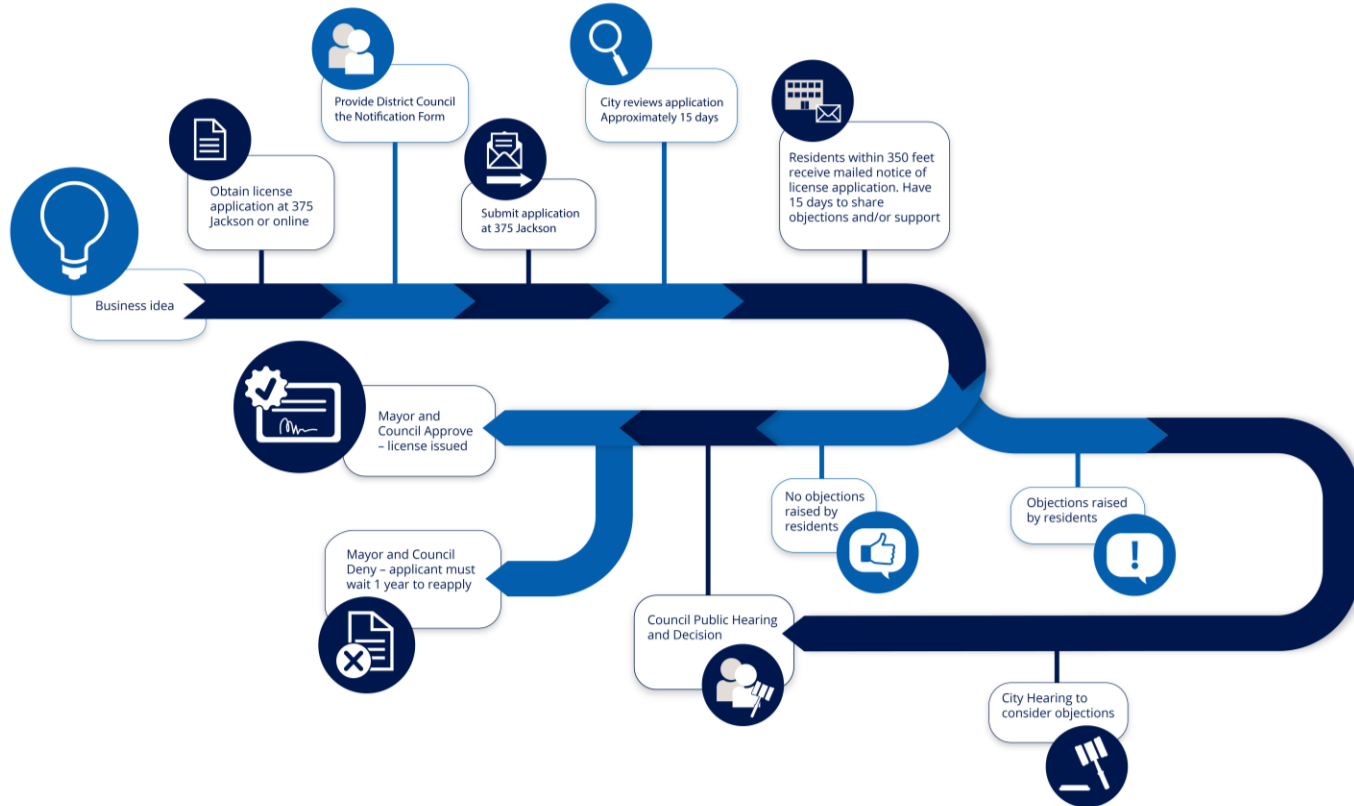 Business idea
Obtain license
application at 375
Jackson or online
Provide District Council
the Notification Form
Submit application
at 375 Jackson
City reviews application
Approximately 15 days
Residents within 350 feet
receive mailed notice of
license application. Have
15 days to share
objections and/or support
No objections
raised by
residents
Objections raised
by residents
!
City Hearing to
consider objections
Council Public Hearing
and Decision
Mayor and
Council Approve
– license issued
Mayor and Council
Deny – applicant must
wait 1 year to reapply